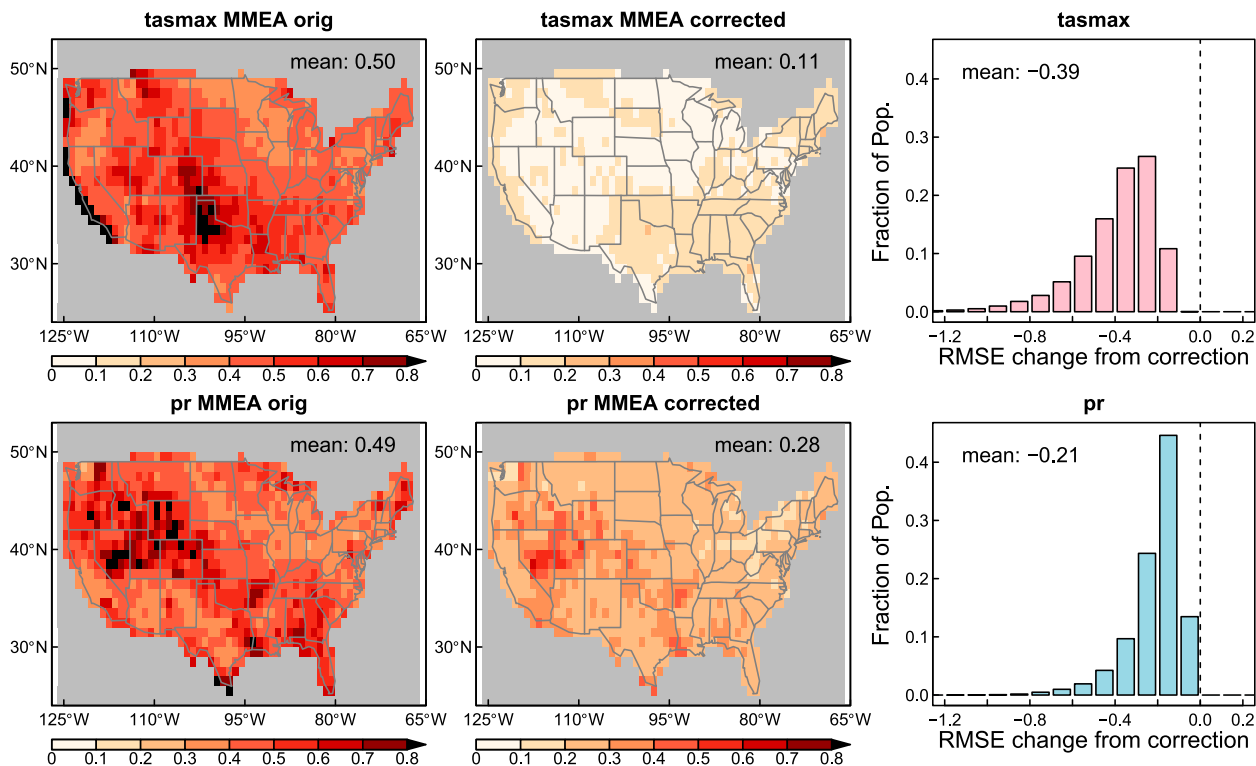 tasmax MMEA orig
mean: 0.50
50°N
40°N
30°N
125°W 110°W 95°W 80°W 65°W
0 0.1 0.2 0.3 0.4 0.5 0.6 0.7 0.8
tasmax MMEA corrected
mean: 0.11
50°N
40°N
30°N
125°W 110°W 95°W 80°W 65°W
0 0.1 0.2 0.3 0.4 0.5 0.6 0.7 0.8
tasmax
mean: −0.39
Fraction of Pop.
0.4
0.3
0.2
0.1
0.0
−1.2 −0.8 −0.4 0.0 0.2
RMSE change from correction
pr MMEA orig
mean: 0.49
50°N
40°N
30°N
125°W 110°W 95°W 80°W 65°W
0 0.1 0.2 0.3 0.4 0.5 0.6 0.7 0.8
pr MMEA corrected
mean: 0.28
50°N
40°N
30°N
125°W 110°W 95°W 80°W 65°W
0 0.1 0.2 0.3 0.4 0.5 0.6 0.7 0.8
pr
mean: −0.21
Fraction of Pop.
0.4
0.3
0.2
0.1
0.0
−1.2 −0.8 −0.4 0.0 0.2
RMSE change from correction